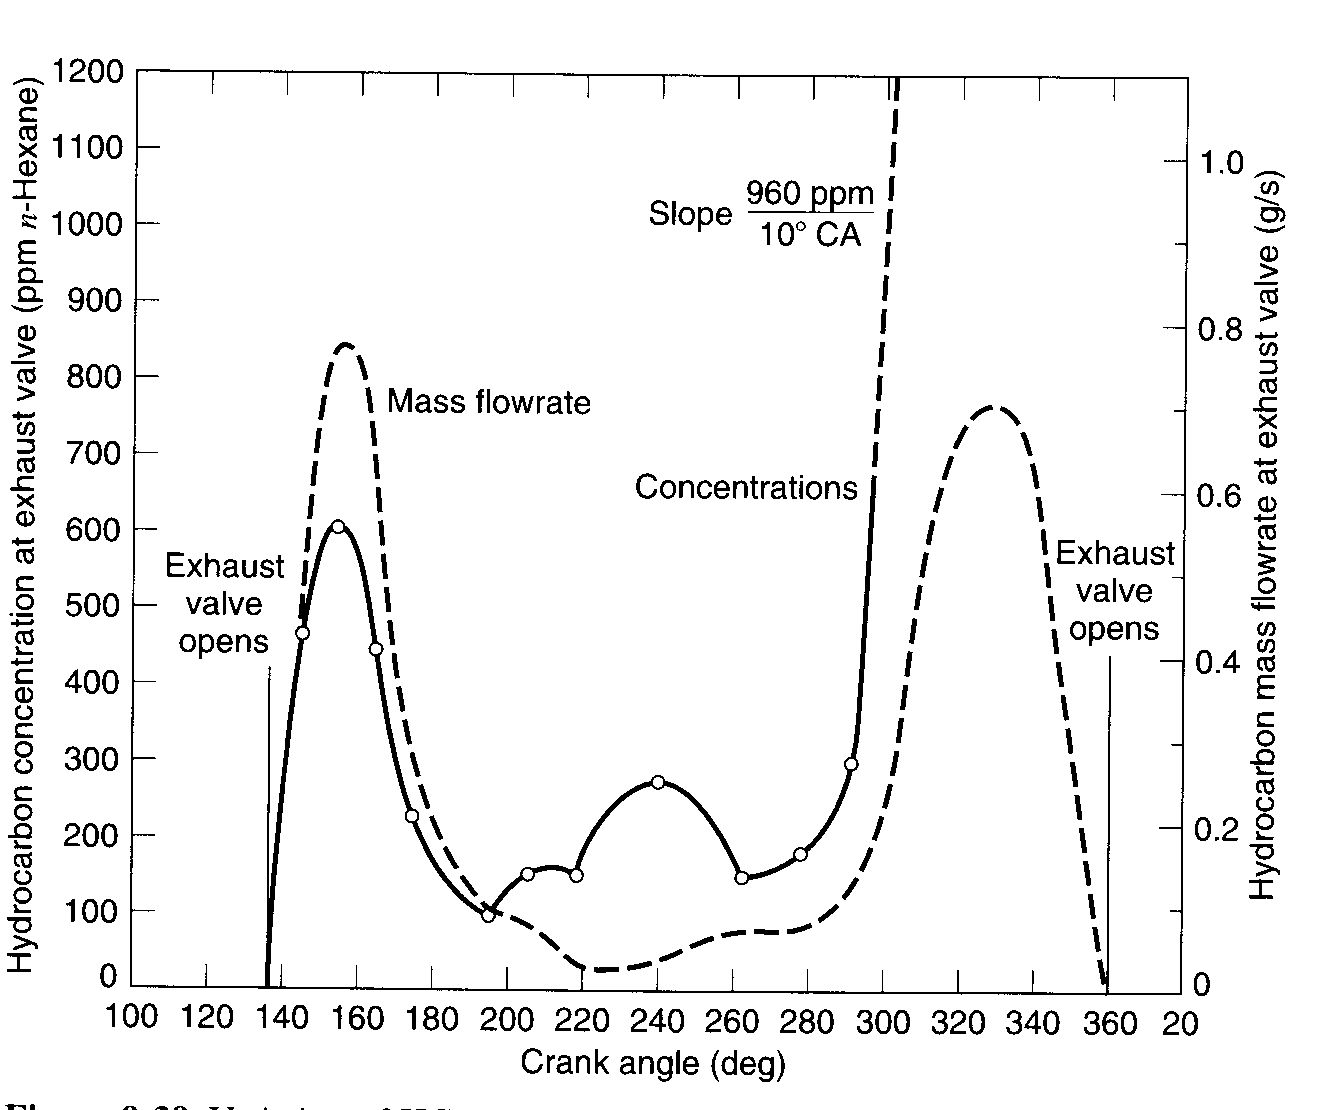 Hydrocarbon concentration at exhaust valve (ppm n-Hexane)
1200
1100
1000
900
800
700
600
500
400
300
200
100
0
Slope 960 ppm
10° CA
Mass flowrate
Concentrations
Exhaust
valve
opens
Exhaust
valve
opens
1.0
0.8
0.6
0.4
0.2
0
Hydrocarbon mass flowrate at exhaust valve (g/s)
100 120 140 160 180 200 220 240 260 280 300 320 340 360 20
Crank angle (deg)